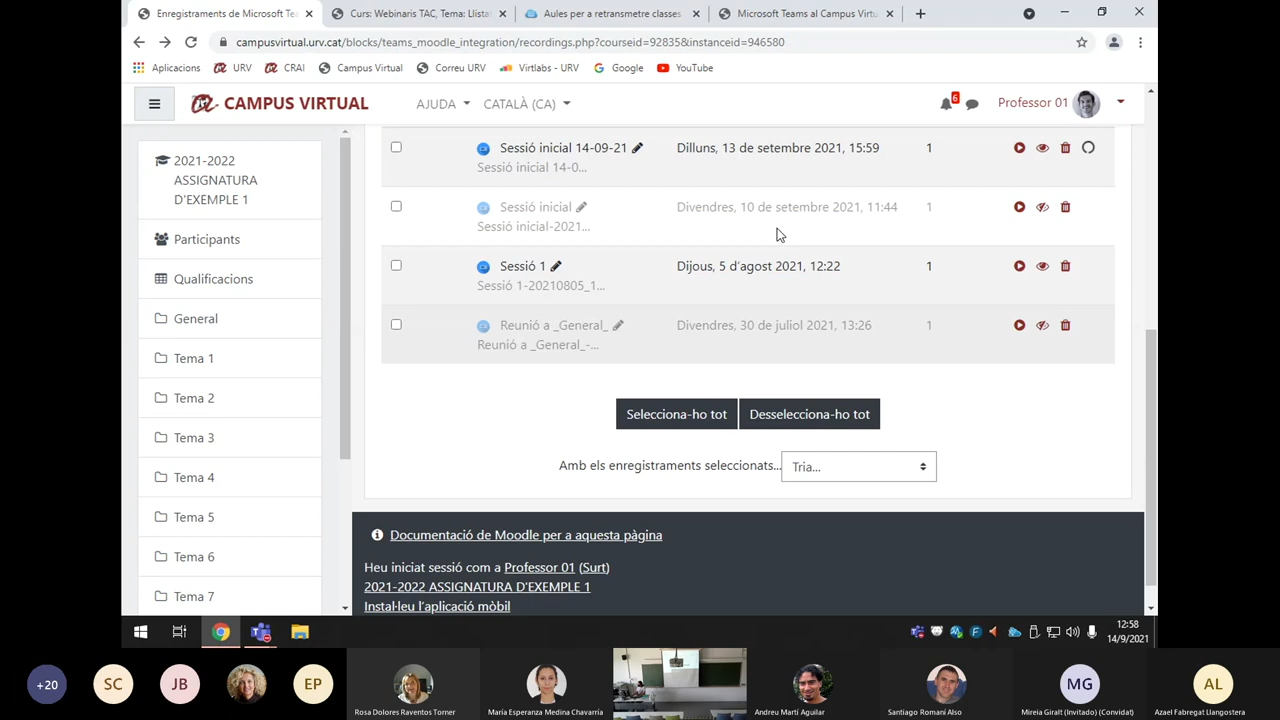 Enregistraments de Microsoft Tea
Curs: Webinaris TAC, Tema: Llista
Aules per a retransmetre classes
Microsoft Teams al Campus Virtu
campusvirtual.urv.cat/blocks/teams_moodle_integration/recordings.php?courseid=92835&instanceid=946580
Aplicacions
URV
CRAI
Campus Virtual
Correu URV
Virtlabs - URV
Google
YouTube
CAMPUS VIRTUAL
AJUDA
CATALÀ (CA)
6
Professor 01
2021-2022
ASSIGNATURA
D'EXEMPLE 1
Participants
Qualificacions
General
Tema 1
Tema 2
Tema 3
Tema 4
Tema 5
Tema 6
Tema 7
Sessió inicial 14-09-21 Dilluns, 13 de setembre 2021, 15:59 1
Sessió inicial 14-0...
Sessió inicial Divendres, 10 de setembre 2021, 11:44 1
Sessió inicial-2021...
Sessió 1 Dijous, 5 d'agost 2021, 12:22 1
Sessió 1-20210805_1...
Reunió a _General_ Divendres, 30 de juliol 2021, 13:26 1
Reunió a _General_-...
Selecciona-ho tot
Desselecciona-ho tot
Amb els enregistraments seleccionats... Tria...
Documentació de Moodle per a aquesta pàgina
Heu iniciat sessió com a Professor 01 (Surt)
2021-2022 ASSIGNATURA D'EXEMPLE 1
Instal·leu l'aplicació mòbil
12:58
14/9/2021
+20
SC
JB
EP
MG
AL
Rosa Dolores Raventos Torner
Maria Esperanza Medina Chavarría
Andreu Martí Aguilar
Santiago Romaní Also
Mireia Giralt (Invitado) (Convidat)
Azael Fabregat Llangostera